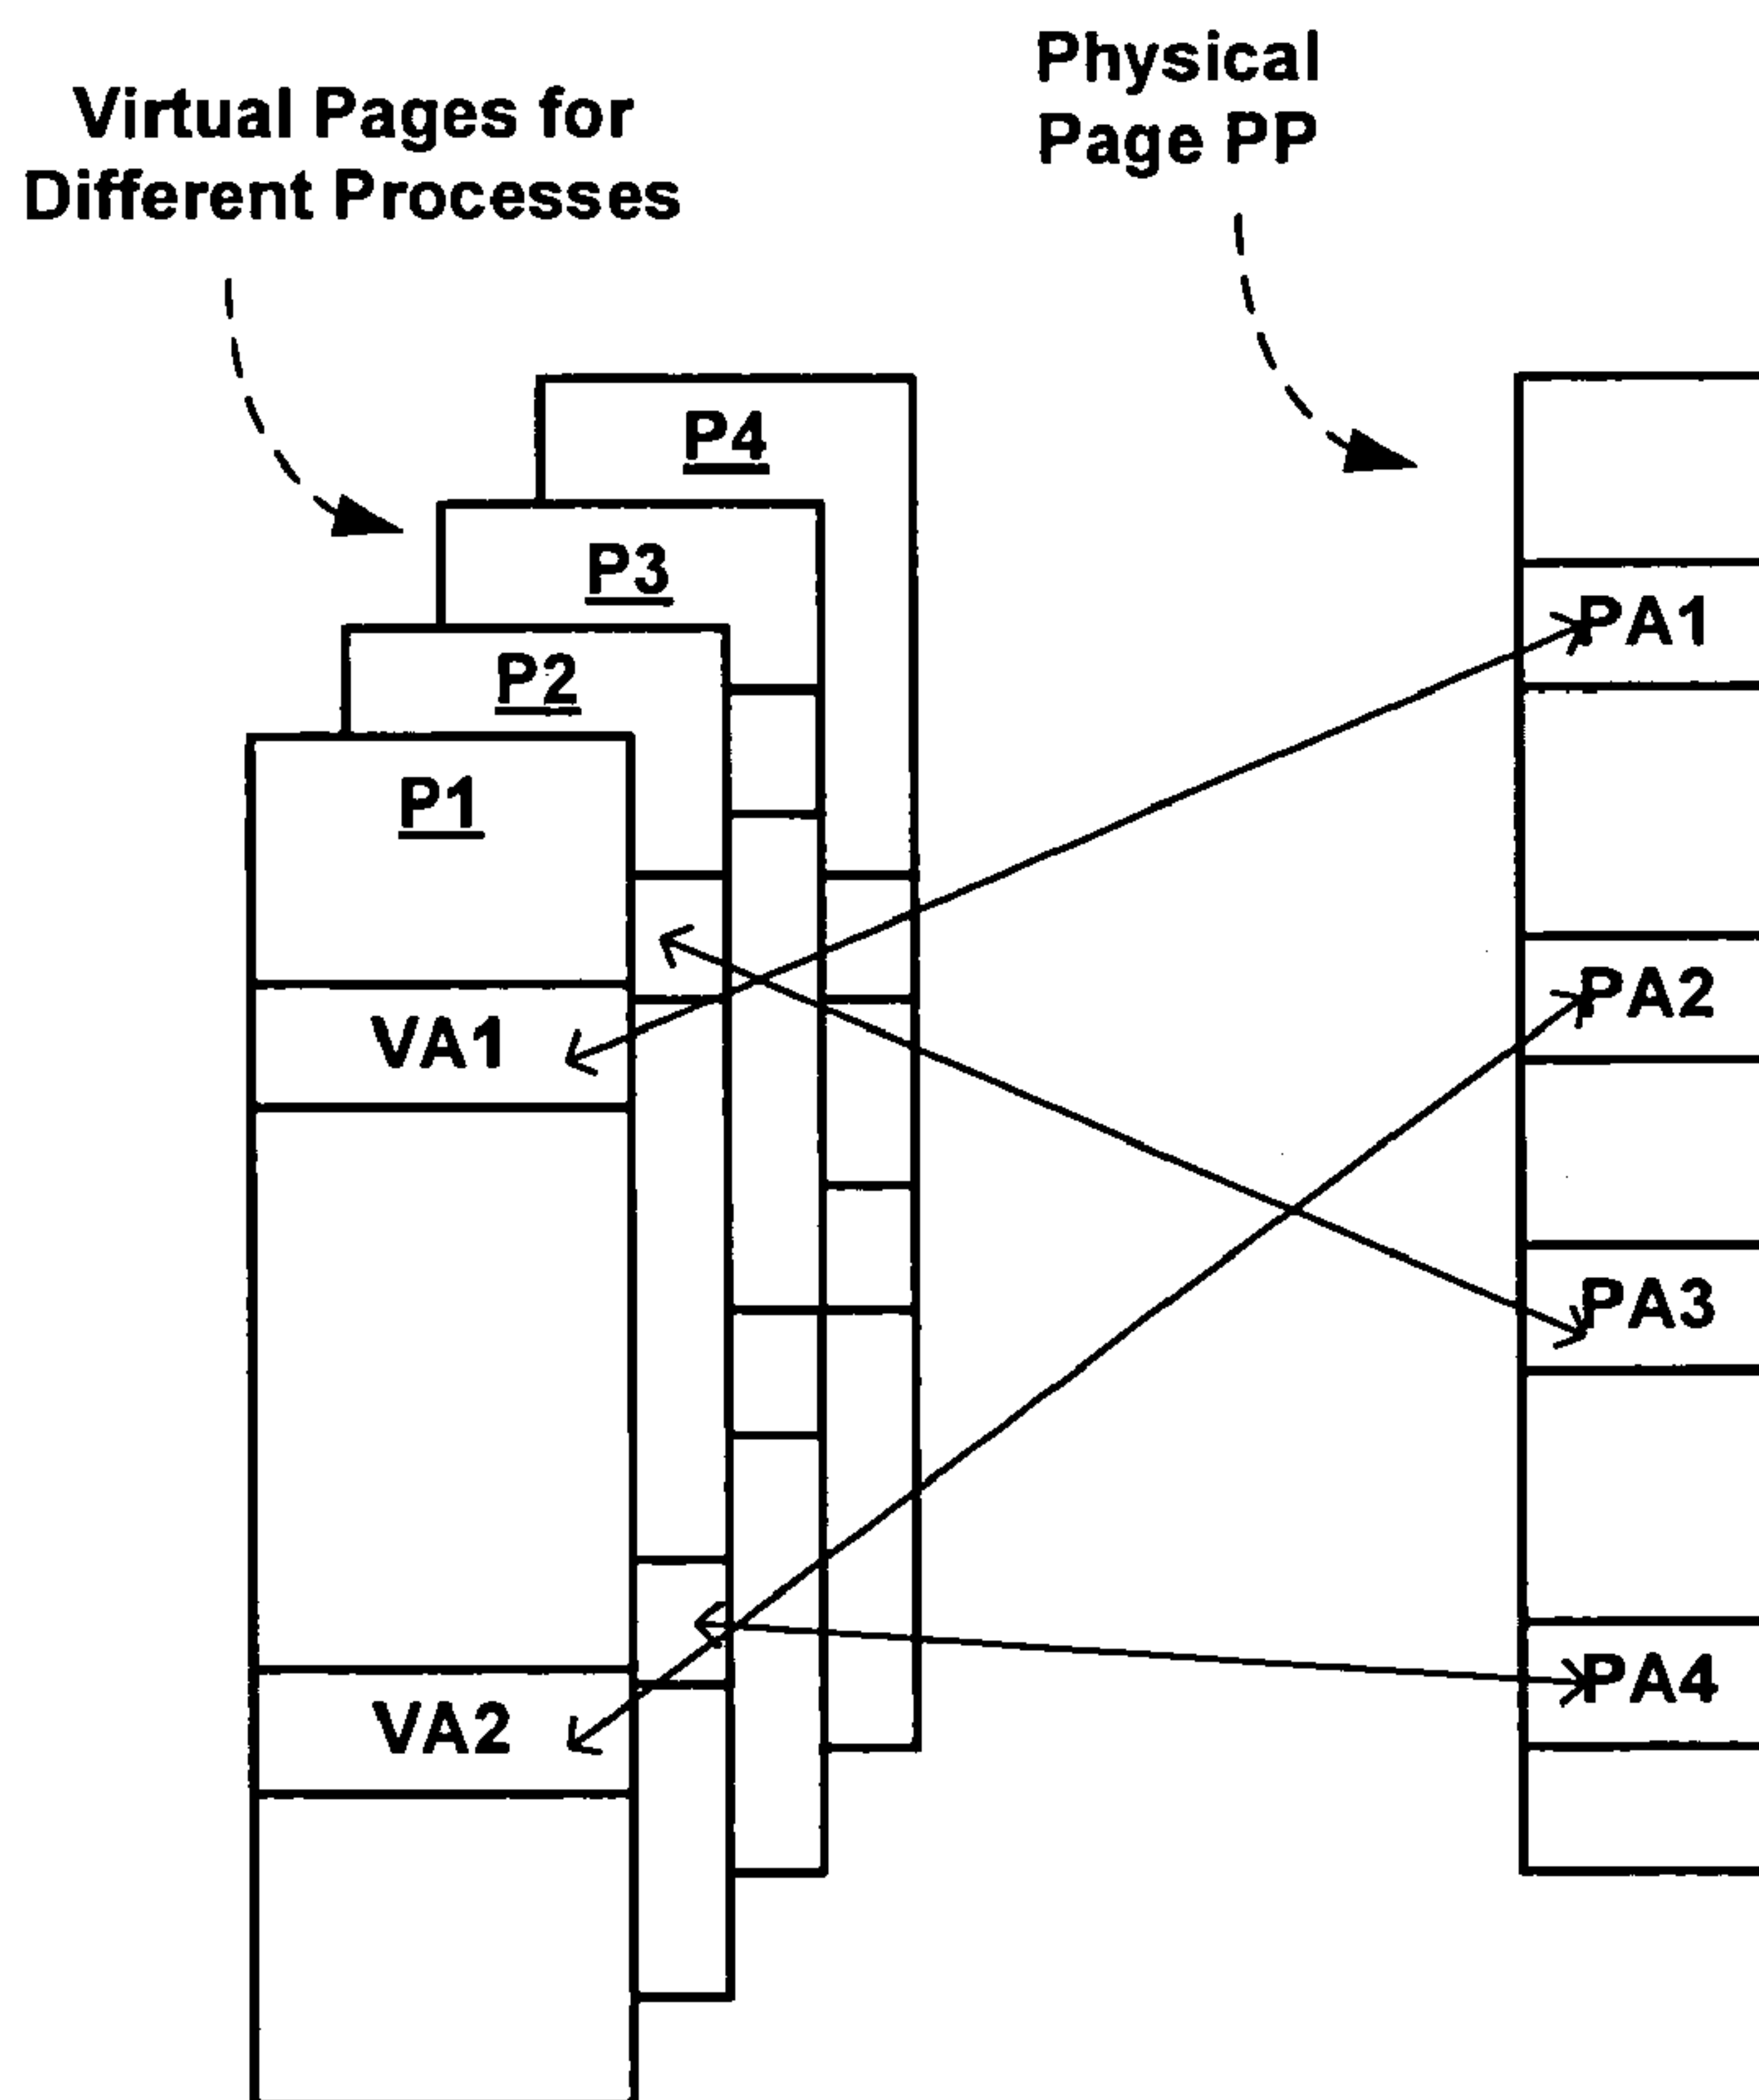 Virtual Pages for
Different Processes
Physical
Page PP
P4
P3
P2
P1
VA1
VA2
PA1
PA2
PA3
PA4